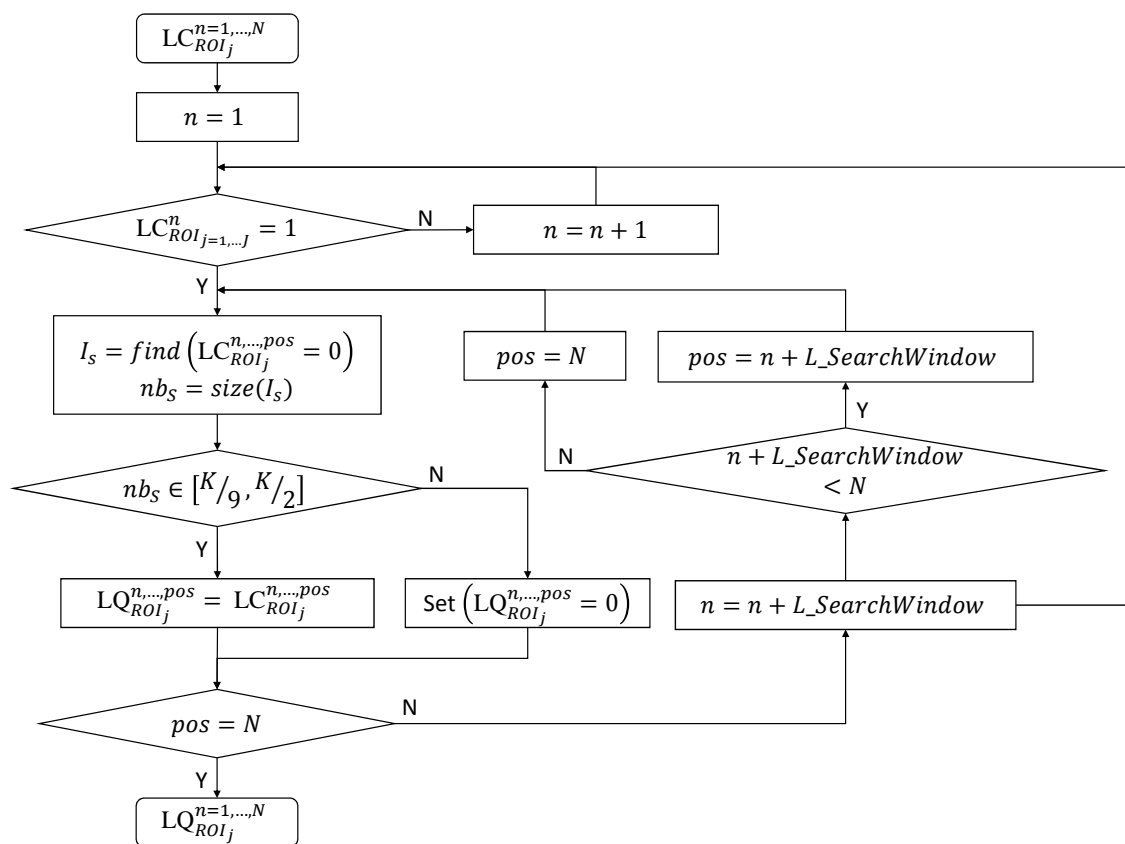 LC_{ROI_j}^{n=1,…,N}
n = 1
LC_{ROI_{j=1,…J}}^{n} = 1
N
n = n + 1
Y
I_s = find(LC_{ROI_j}^{n,…,pos} = 0)
nb_S = size(I_s)
pos = N
pos = n + L_SearchWindow
Y
n + L_SearchWindow
< N
N
nb_S ∈ [K/9 , K/2]
N
Y
LQ_{ROI_j}^{n,…,pos} = LC_{ROI_j}^{n,…,pos}
Set (LQ_{ROI_j}^{n,…,pos} = 0)
n = n + L_SearchWindow
pos = N
N
Y
LQ_{ROI_j}^{n=1,…,N}